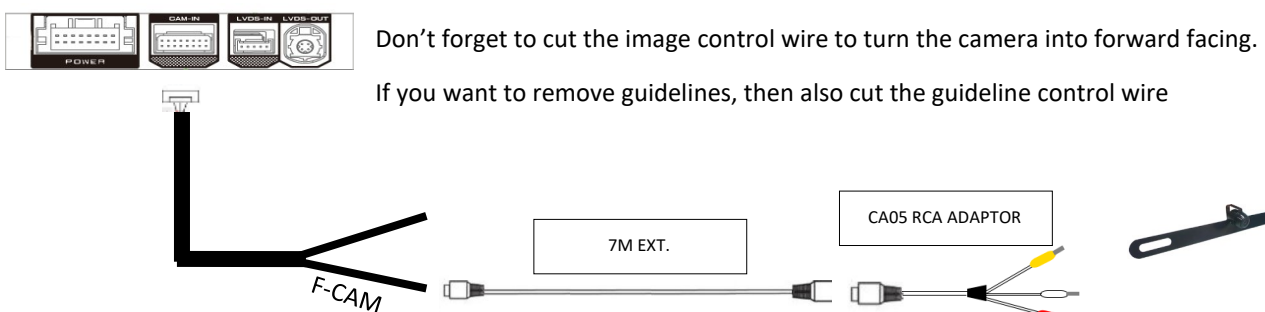 CAM-IN LVDS-IN LVDS-OUT
POWER
Don’t forget to cut the image control wire to turn the camera into forward facing.
If you want to remove guidelines, then also cut the guideline control wire
CA05 RCA ADAPTOR
7M EXT.
F-CAM